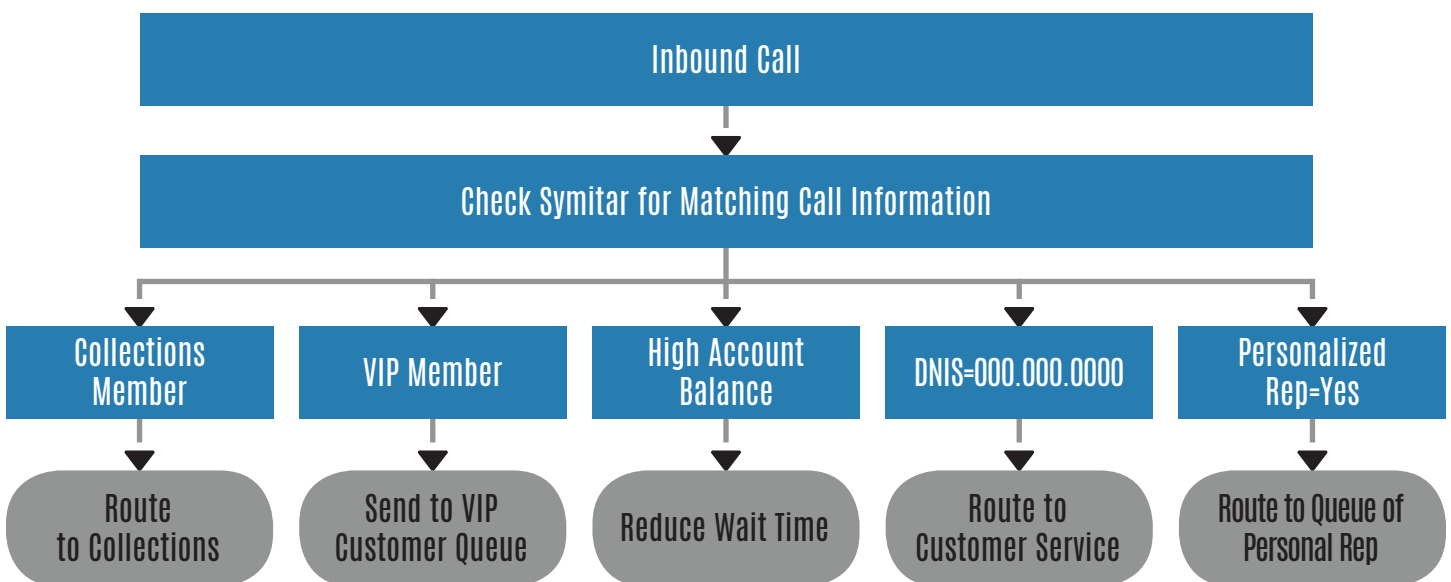 Inbound Call
Check Symitar for Matching Call Information
Collections
Member
VIP Member
High Account
Balance
DNIS=000.000.0000
Personalized
Rep=Yes
Route
to Collections
Send to VIP
Customer Queue
Reduce Wait Time
Route to
Customer Service
Route to Queue of
Personal Rep